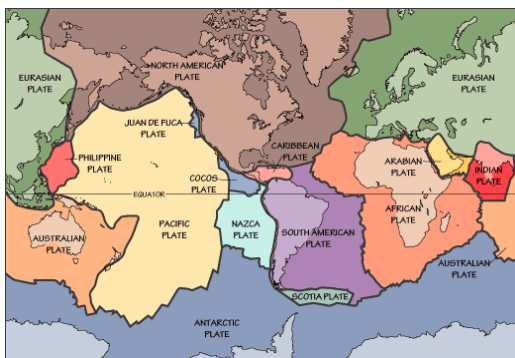 EURASIAN
PLATE
NORTH AMERICAN
PLATE
EURASIAN
PLATE
JUAN DE FUCA
PLATE
CARIBBEAN
PLATE
PHILIPPINE
PLATE
COCOS
PLATE
ARABIAN
PLATE
INDIAN
PLATE
EQUATOR
AUSTRALIAN
PLATE
PACIFIC
PLATE
NAZCA
PLATE
SOUTH AMERICAN
PLATE
AFRICAN
PLATE
AUSTRALIAN
PLATE
SCOTIA PLATE
ANTARCTIC
PLATE